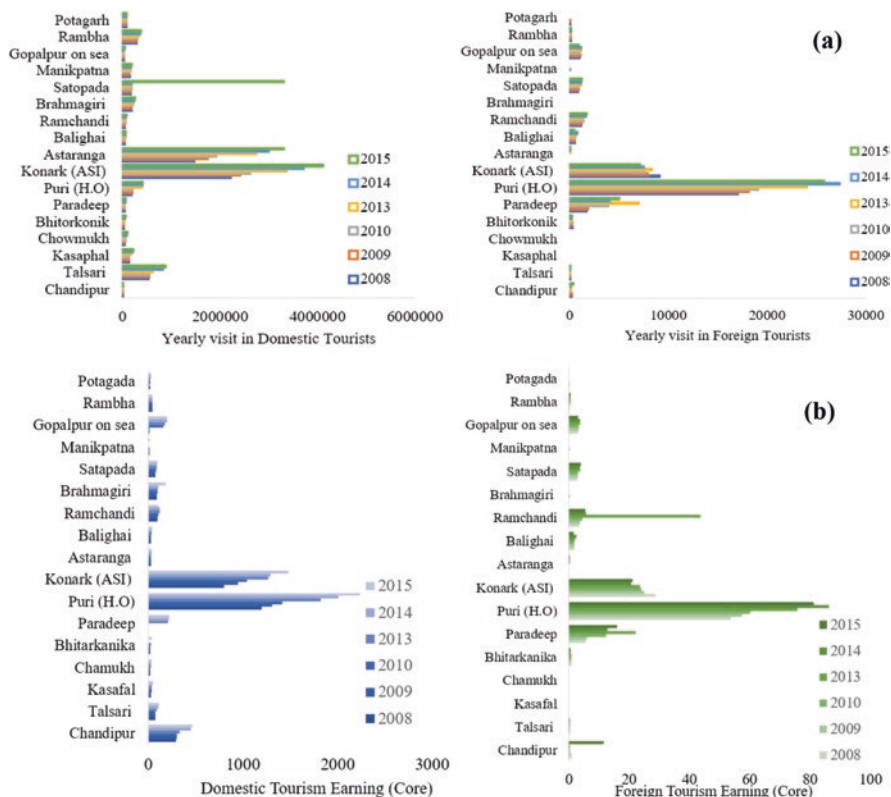 (a)
Potagarh
Rambha
Gopalpur on sea
Manikpatna
Satopada
Brahmagiri
Ramchandi
Balighai
Astaranga
Konark (ASI)
Puri (H.O)
Paradeep
Bhitorkonik
Chowmukh
Kasaphal
Talsari
Chandipur
2015
2014
2013
2010
2009
2008
0 2000000 4000000 6000000
Yearly visit in Domestic Tourists
Potagarh
Rambha
Gopalpur on sea
Manikpatna
Satopada
Brahmagiri
Ramchandi
Balighai
Astaranga
Konark (ASI)
Puri (H.O)
Paradeep
Bhitorkonik
Chowmukh
Kasaphal
Talsari
Chandipur
2015
2014
2013
2010
2009
2008
0 10000 20000 30000
Yearly visit in Foreign Tourists
(b)
Potagada
Rambha
Gopalpur on sea
Manikpatna
Satapada
Brahmagiri
Ramchandi
Balighai
Astaranga
Konark (ASI)
Puri (H.O)
Paradeep
Bhitarkanika
Chamukh
Kasafal
Talsari
Chandipur
2015
2014
2013
2010
2009
2008
0 1000 2000 3000
Domestic Tourism Earning (Core)
Potagada
Rambha
Gopalpur on sea
Manikpatna
Satapada
Brahmagiri
Ramchandi
Balighai
Astaranga
Konark (ASI)
Puri (H.O)
Paradeep
Bhitarkanika
Chamukh
Kasafal
Talsari
Chandipur
2015
2014
2013
2010
2009
2008
0 20 40 60 80 100
Foreign Tourism Earning (Core)